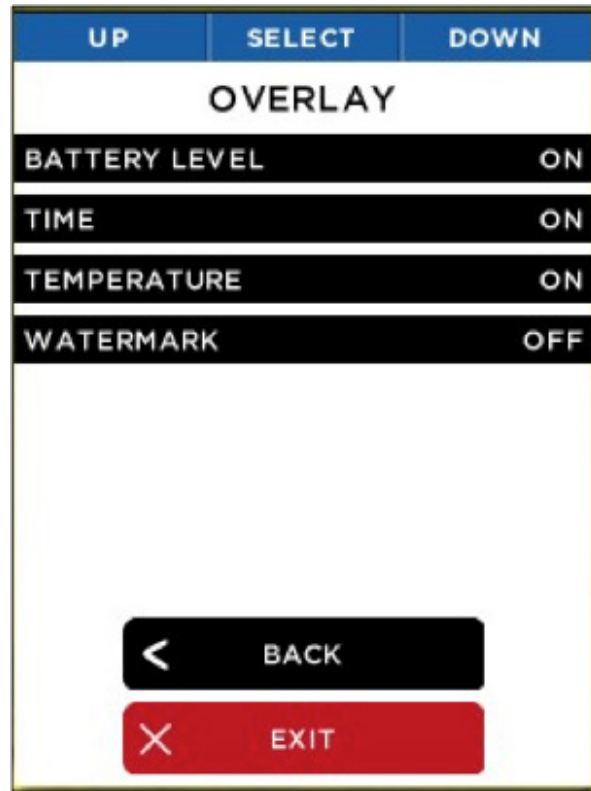 UP SELECT DOWN
OVERLAY
BATTERY LEVEL ON
TIME ON
TEMPERATURE ON
WATERMARK OFF
< BACK
X EXIT